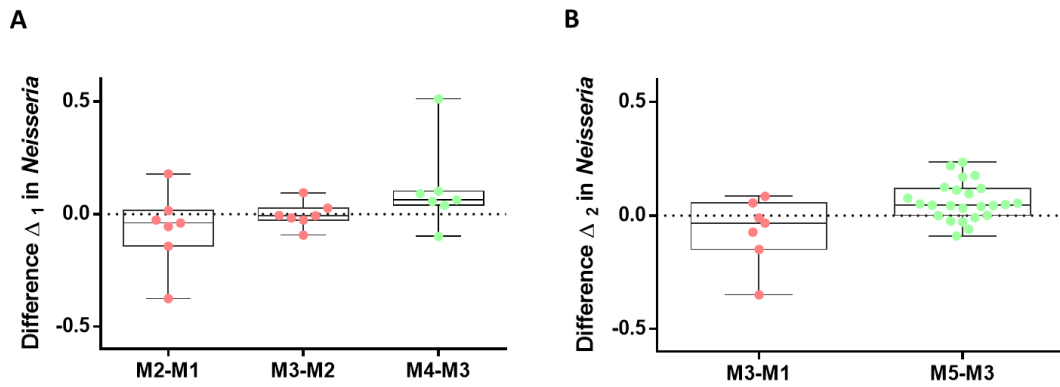 A
Difference Δ 1 in Neisseria
0.5
0.0
-0.5
M2-M1 M3-M2 M4-M3
B
Difference Δ 2 in Neisseria
0.5
0.0
-0.5
M3-M1 M5-M3